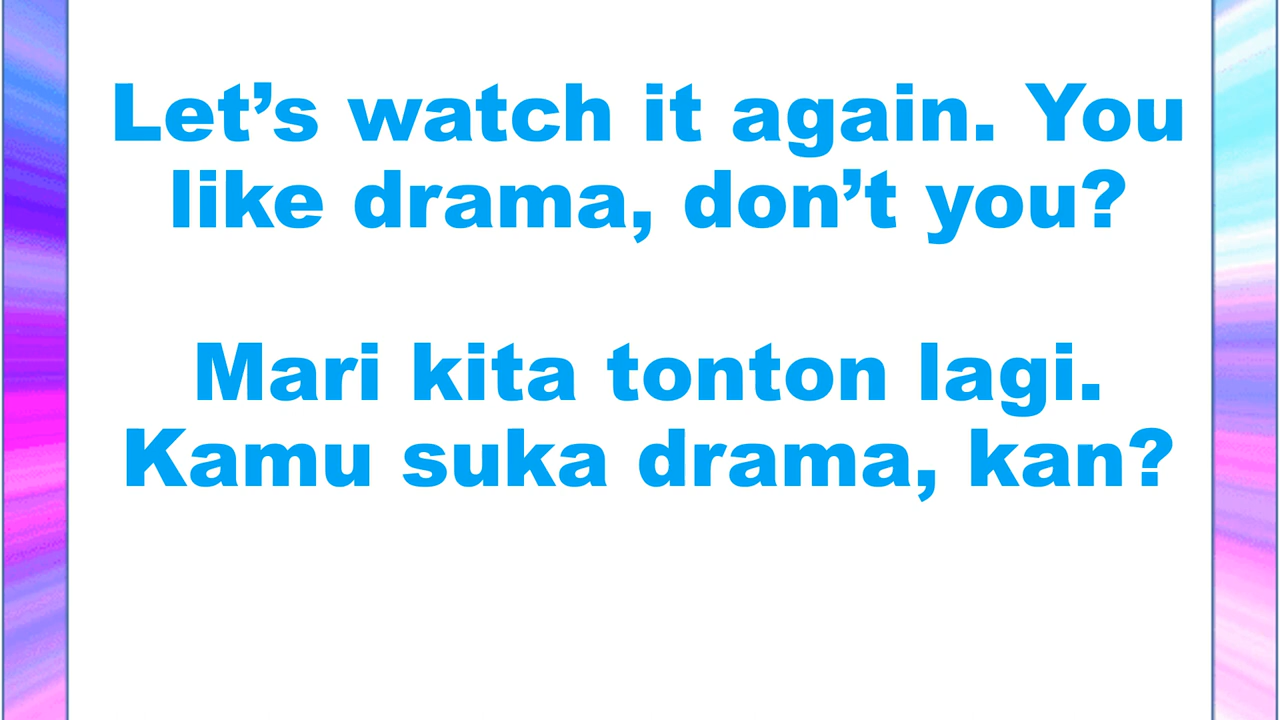 Let’s watch it again. You
like drama, don’t you?
Mari kita tonton lagi.
Kamu suka drama, kan?